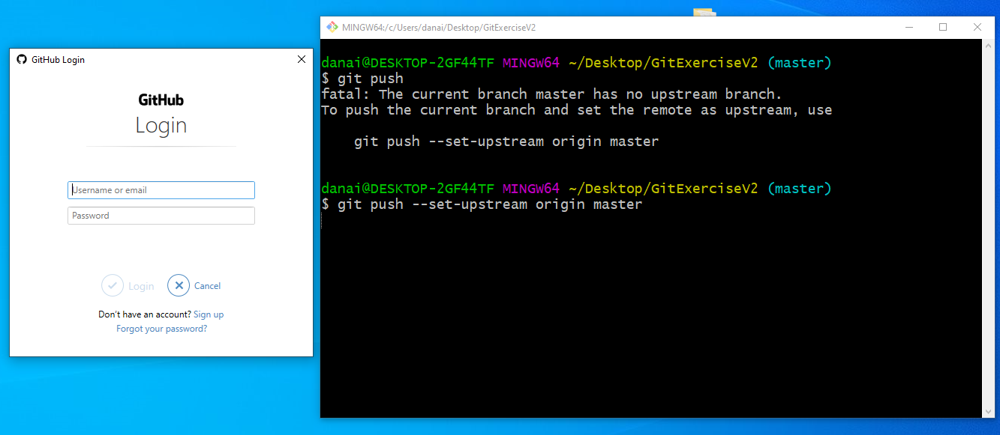 GitHub Login
GitHub
Login
Username or email
Password
Login
Cancel
Don't have an account? Sign up
Forgot your password?
MINGW64:/c/Users/danai/Desktop/GitExerciseV2
danai@DESKTOP-2GF44TF MINGW64 ~/Desktop/GitExerciseV2 (master)
$ git push
fatal: The current branch master has no upstream branch.
To push the current branch and set the remote as upstream, use
    git push --set-upstream origin master
danai@DESKTOP-2GF44TF MINGW64 ~/Desktop/GitExerciseV2 (master)
$ git push --set-upstream origin master